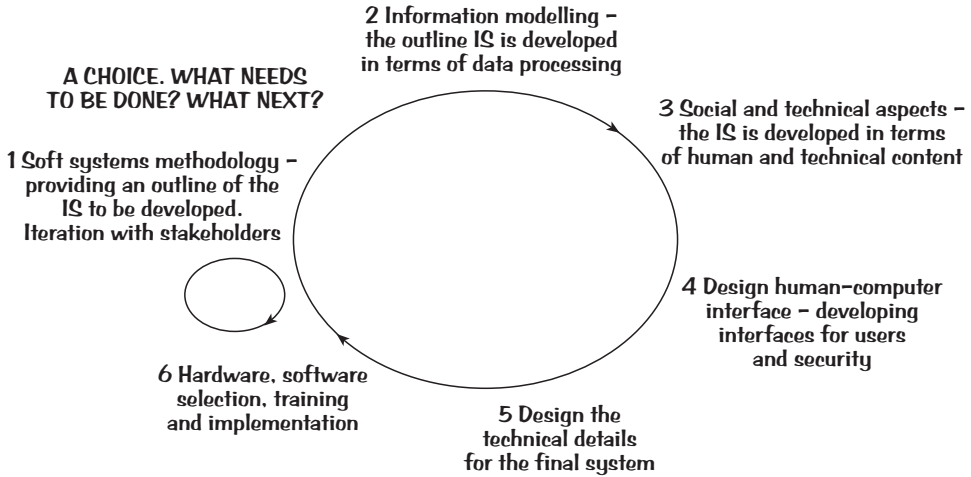 A CHOICE. WHAT NEEDS
TO BE DONE? WHAT NEXT?
1 Soft systems methodology –
providing an outline of the
IS to be developed.
Iteration with stakeholders
2 Information modelling –
the outline IS is developed
in terms of data processing
3 Social and technical aspects –
the IS is developed in terms
of human and technical content
4 Design human-computer
interface – developing
interfaces for users
and security
5 Design the
technical details
for the final system
6 Hardware, software
selection, training
and implementation